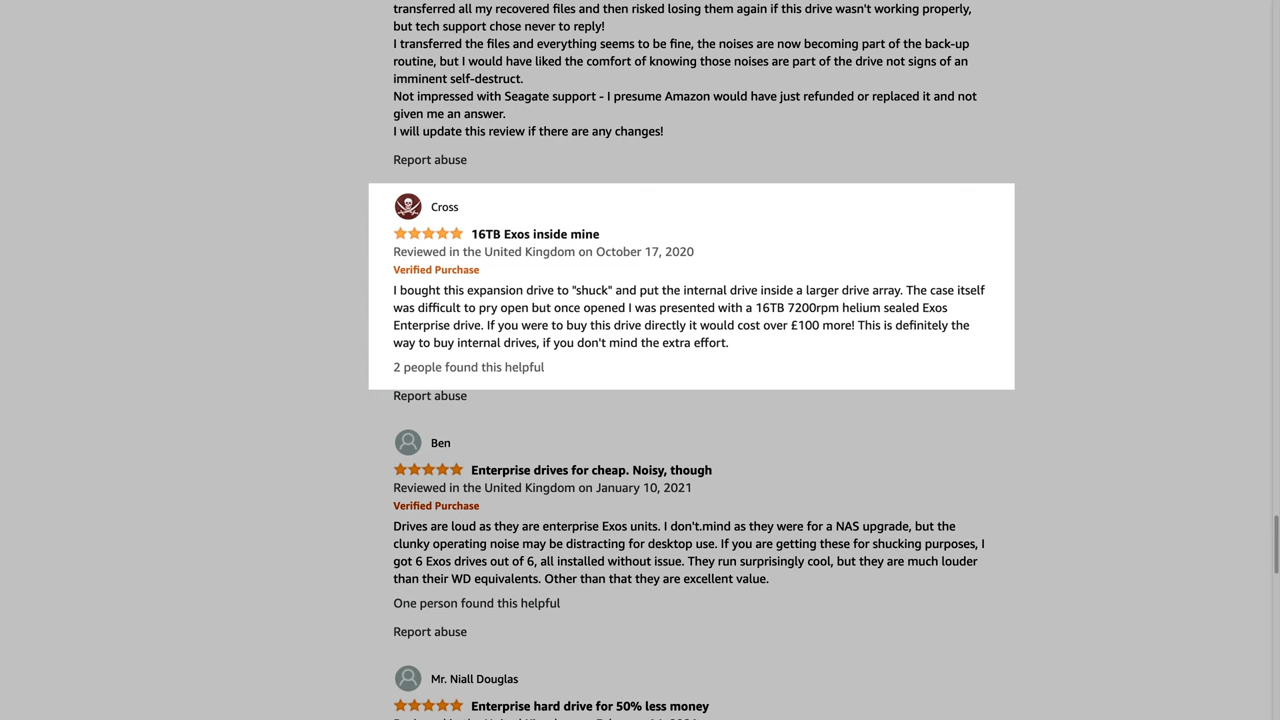 transferred all my recovered files and then risked losing them again if this drive wasn't working properly,
but tech support chose never to reply!
I transferred the files and everything seems to be fine, the noises are now becoming part of the back-up
routine, but I would have liked the comfort of knowing those noises are part of the drive not signs of an
imminent self-destruct.
Not impressed with Seagate support - I presume Amazon would have just refunded or replaced it and not
given me an answer.
I will update this review if there are any changes!
Report abuse
Cross
16TB Exos inside mine
Reviewed in the United Kingdom on October 17, 2020
Verified Purchase
I bought this expansion drive to "shuck" and put the internal drive inside a larger drive array. The case itself
was difficult to pry open but once opened I was presented with a 16TB 7200rpm helium sealed Exos
Enterprise drive. If you were to buy this drive directly it would cost over £100 more! This is definitely the
way to buy internal drives, if you don't mind the extra effort.
2 people found this helpful
Report abuse
Ben
Enterprise drives for cheap. Noisy, though
Reviewed in the United Kingdom on January 10, 2021
Verified Purchase
Drives are loud as they are enterprise Exos units. I don't.mind as they were for a NAS upgrade, but the
clunky operating noise may be distracting for desktop use. If you are getting these for shucking purposes, I
got 6 Exos drives out of 6, all installed without issue. They run surprisingly cool, but they are much louder
than their WD equivalents. Other than that they are excellent value.
One person found this helpful
Report abuse
Mr. Niall Douglas
Enterprise hard drive for 50% less money